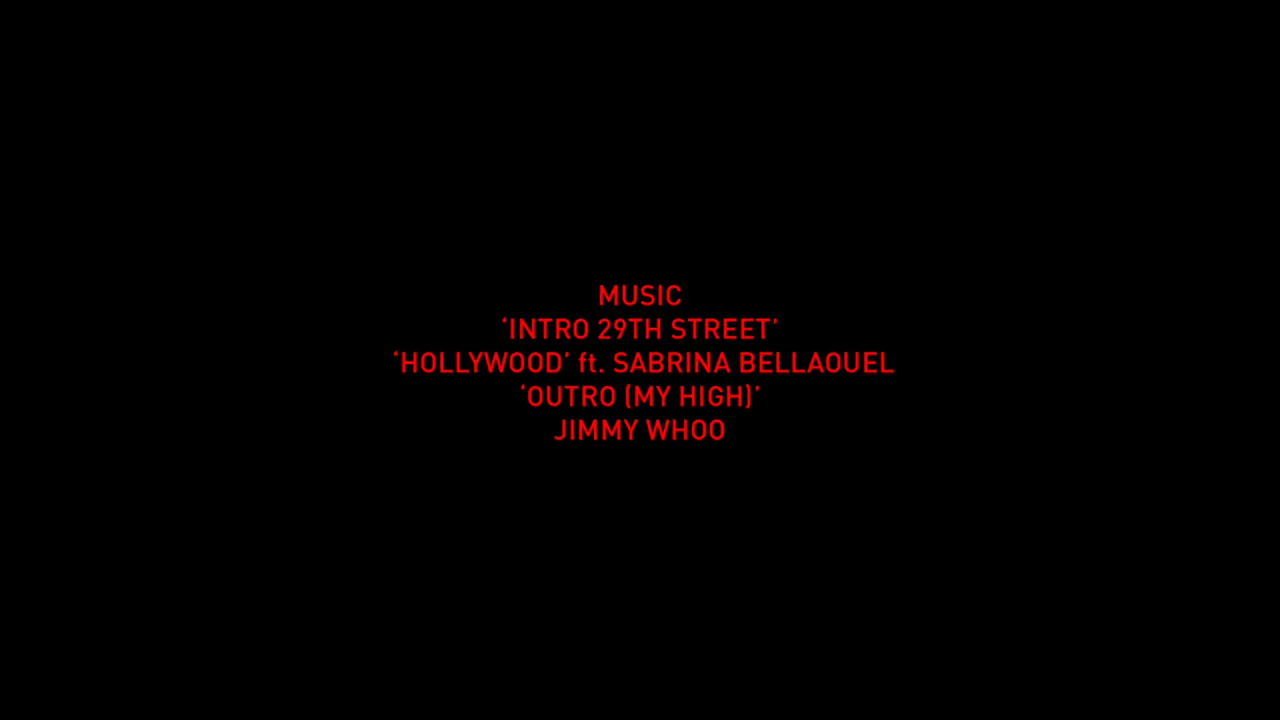 MUSIC
‘INTRO 29TH STREET’
‘HOLLYWOOD’ ft. SABRINA BELLAOUEL
‘OUTRO (MY HIGH)’
JIMMY WHOO